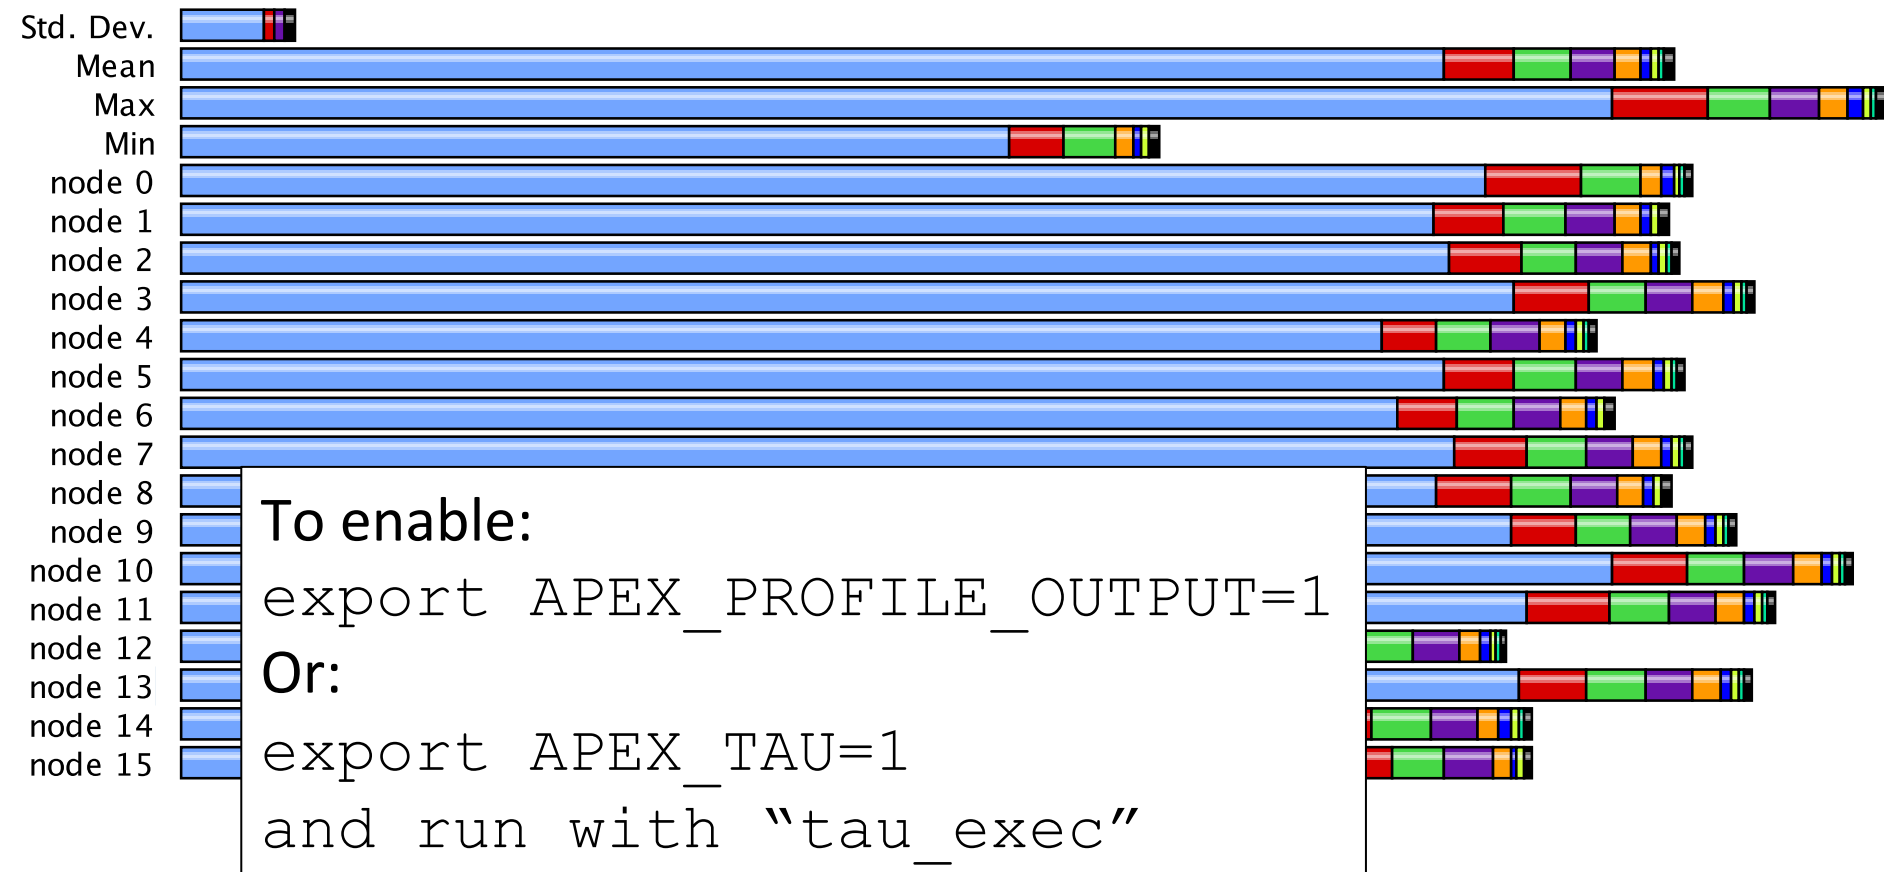 Std. Dev.
Mean
Max
Min
node 0
node 1
node 2
node 3
node 4
node 5
node 6
node 7
node 8
node 9
node 10
node 11
node 12
node 13
node 14
node 15
To enable:
export APEX_PROFILE_OUTPUT=1
Or:
export APEX_TAU=1
and run with “tau_exec”